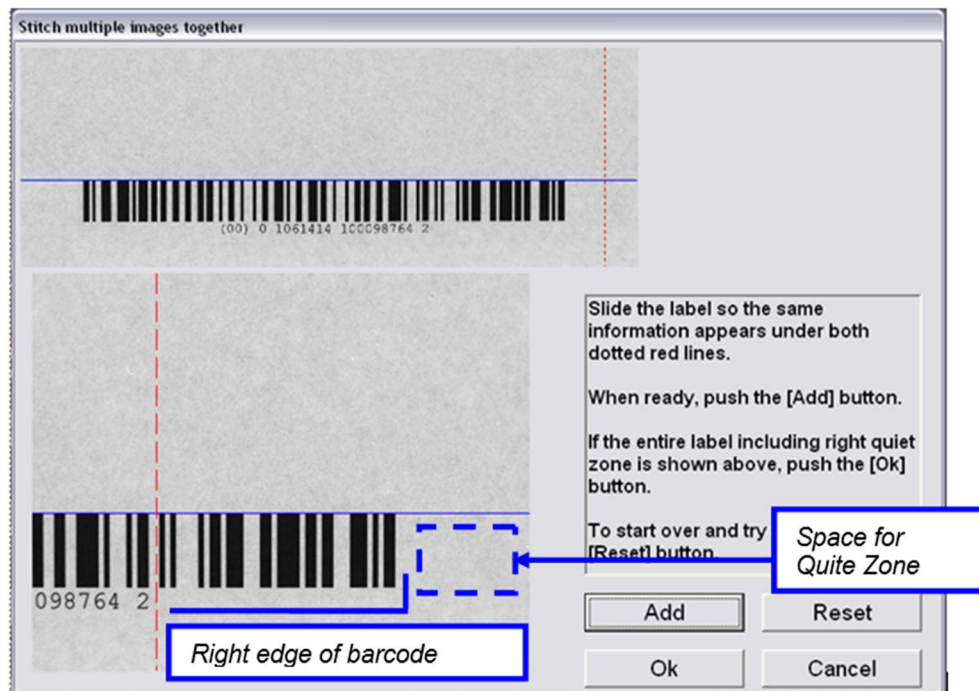 Stitch multiple images together
(00) 0 1061414 100098764 2
Slide the label so the same
information appears under both
dotted red lines.
When ready, push the [Add] button.
If the entire label including right quiet
zone is shown above, push the [Ok]
button.
To start over and try
[Reset] button.
Space for
Quite Zone
098764 2
Right edge of barcode
Add
Reset
Ok
Cancel